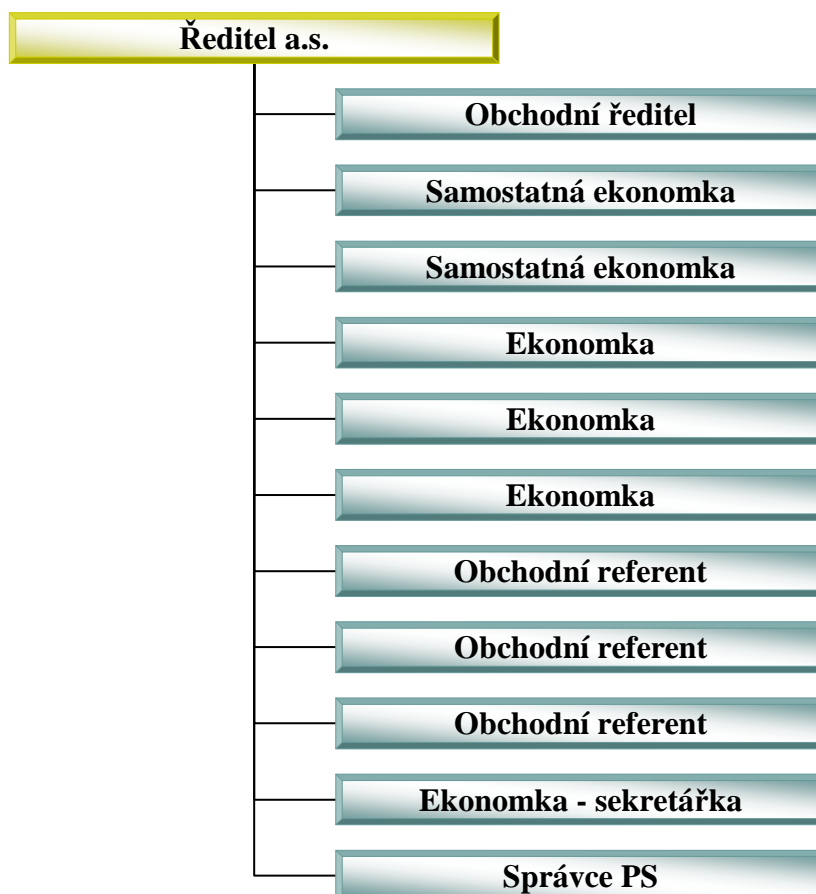 Ředitel a.s.
Obchodní ředitel
Samostatná ekonomka
Samostatná ekonomka
Ekonomka
Ekonomka
Ekonomka
Obchodní referent
Obchodní referent
Obchodní referent
Ekonomka - sekretářka
Správce PS